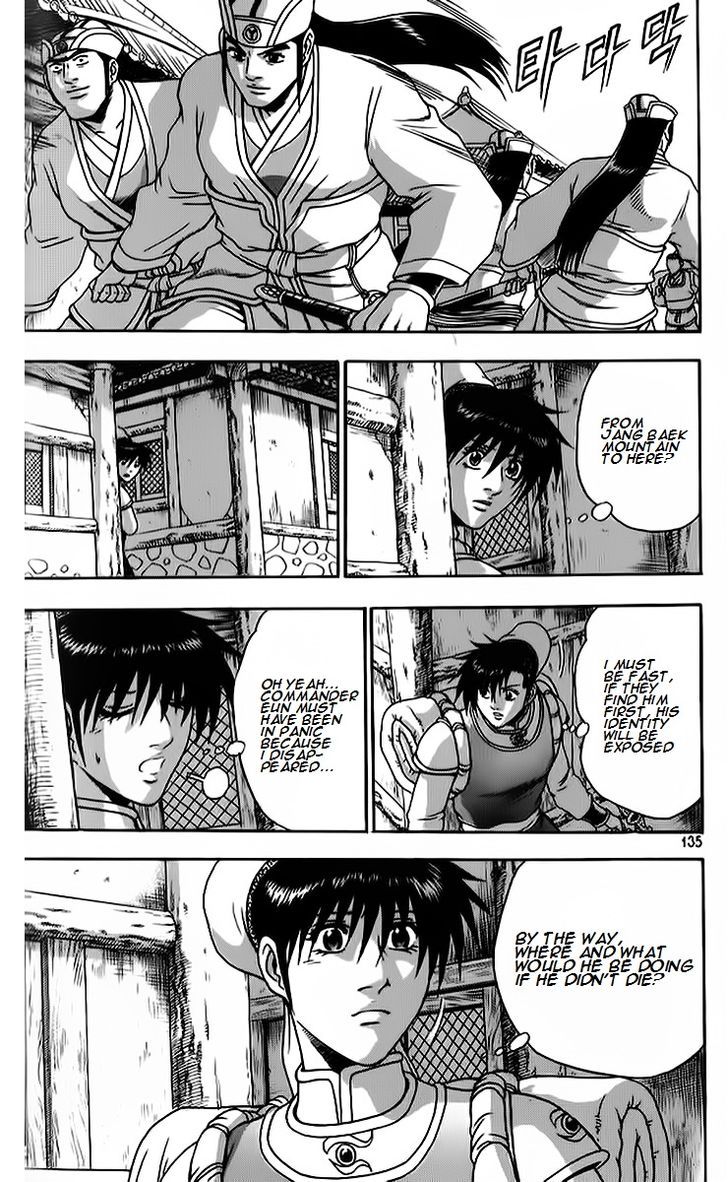 타다닥
FROM
JANG BAEK
MOUNTAIN
TO HERE?
OH YEAH...
COMMANDER
EUN MUST
HAVE BEEN
IN PANIC
BECAUSE
I DISAP-
PEARED...
I MUST
BE FAST,
IF THEY
FIND HIM
FIRST HIS
IDENTITY
WILL BE
EXPOSED
135
BY THE WAY,
WHERE AND WHAT
WOULD HE BE DOING
IF HE DIDN'T DIE?